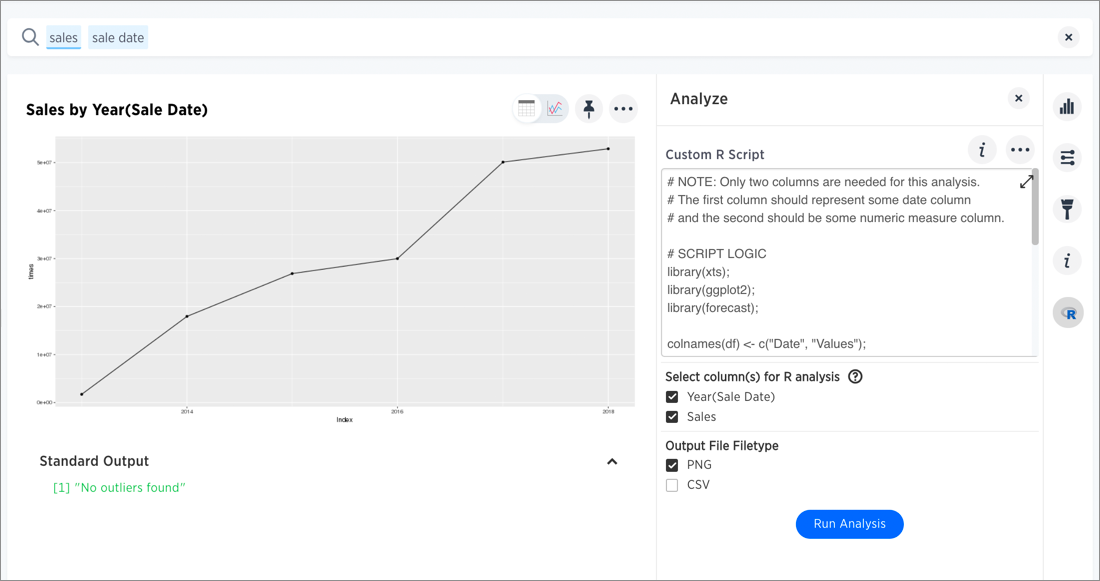 sales sale date
Sales by Year(Sale Date)
5e+07
4e+07
3e+07
2e+07
1e+07
0e+00
times
2014 2016 2018
Index
Standard Output
[1] "No outliers found"
Analyze
Custom R Script
# NOTE: Only two columns are needed for this analysis.
# The first column should represent some date column
# and the second should be some numeric measure column.
# SCRIPT LOGIC
library(xts);
library(ggplot2);
library(forecast);
colnames(df) <- c("Date", "Values");
Select column(s) for R analysis
Year(Sale Date)
Sales
Output File Filetype
PNG
CSV
Run Analysis
R